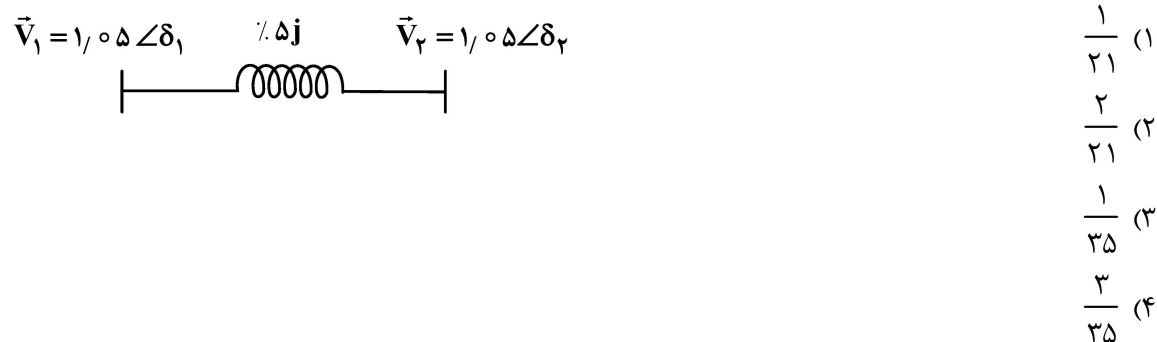 V⃗₁ = ۱/۰۵ ∠δ₁ ٪۵j V⃗₂ = ۱/۰۵∠δ₂
۱) ۱/۲۱
۲) ۲/۲۱
۳) ۱/۳۵
۴) ۳/۳۵